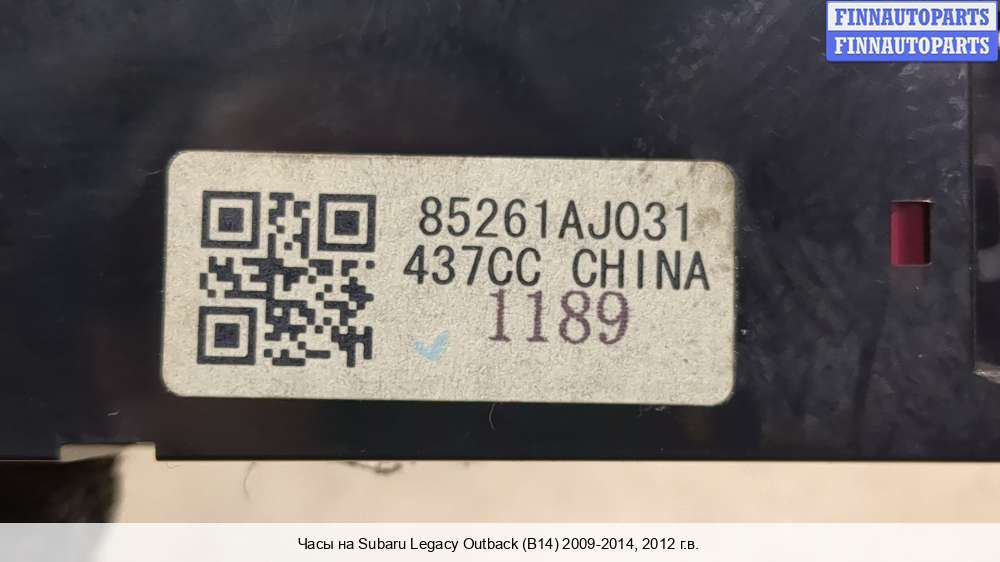 FINNAUTOPARTS
FINNAUTOPARTS
85261AJ031
437CC CHINA
1189
Часы на Subaru Legacy Outback (B14) 2009-2014, 2012 г.в.